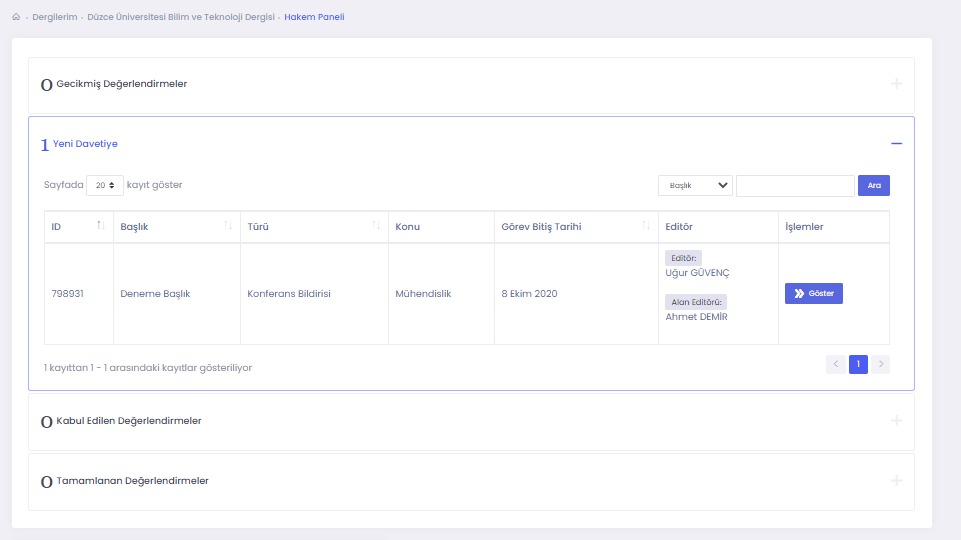 Dergilerim - Düzce Üniversitesi Bilim ve Teknoloji Dergisi - Hakem Paneli
0 Gecikmiş Değerlendirmeler
1 Yeni Davetiye
Sayfada 20 kayıt göster Başlık Ara
ID Başlık Türü Konu Görev Bitiş Tarihi Editör İşlemler
Editör:
Uğur GÜVENÇ
798931 Deneme Başlık Konferans Bildirisi Mühendislik 8 Ekim 2020 Göster
Alan Editörü:
Ahmet DEMİR
1 kayıttan 1 - 1 arasındaki kayıtlar gösteriliyor < 1 >
0 Kabul Edilen Değerlendirmeler
0 Tamamlanan Değerlendirmeler